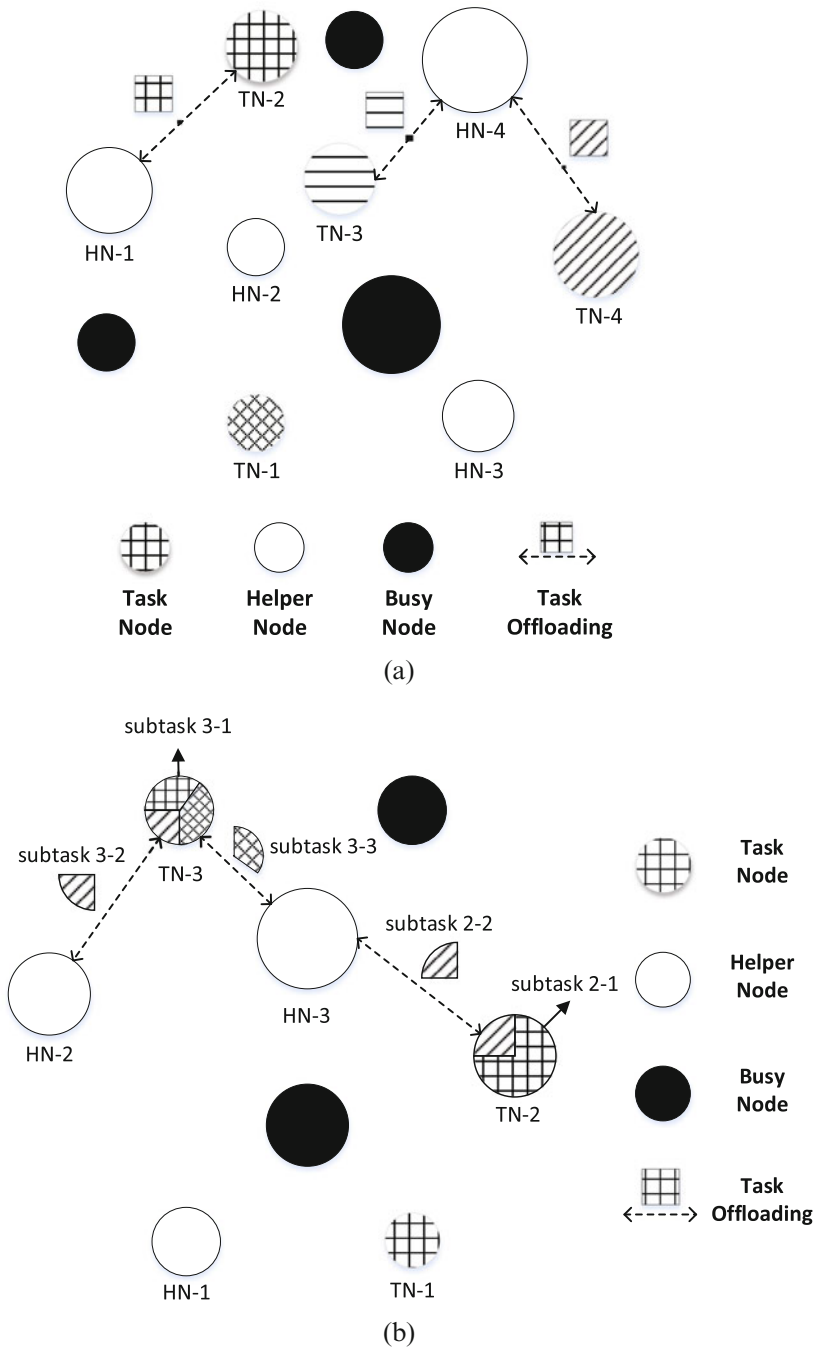 TN-2
HN-4
TN-3
HN-1
HN-2
TN-4
TN-1
HN-3
Task
Node
Helper
Node
Busy
Node
Task
Offloading
(a)
subtask 3-1
subtask 3-2
TN-3
subtask 3-3
subtask 2-2
HN-3
subtask 2-1
HN-2
TN-2
HN-1
TN-1
Task
Node
Helper
Node
Busy
Node
Task
Offloading
(b)